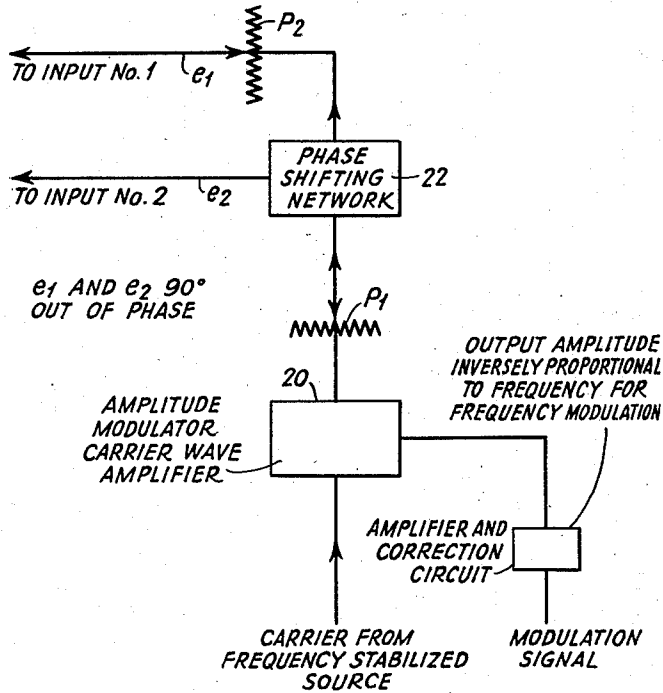 P2
TO INPUT No. 1
e1
PHASE
SHIFTING
NETWORK
22
TO INPUT No. 2
e2
e1 AND e2 90°
OUT OF PHASE
P1
OUTPUT AMPLITUDE
INVERSELY PROPORTIONAL
TO FREQUENCY FOR
FREQUENCY MODULATION
20
AMPLITUDE
MODULATOR
CARRIER WAVE
AMPLIFIER
AMPLIFIER AND
CORRECTION
CIRCUIT
CARRIER FROM
FREQUENCY STABILIZED
SOURCE
MODULATION
SIGNAL